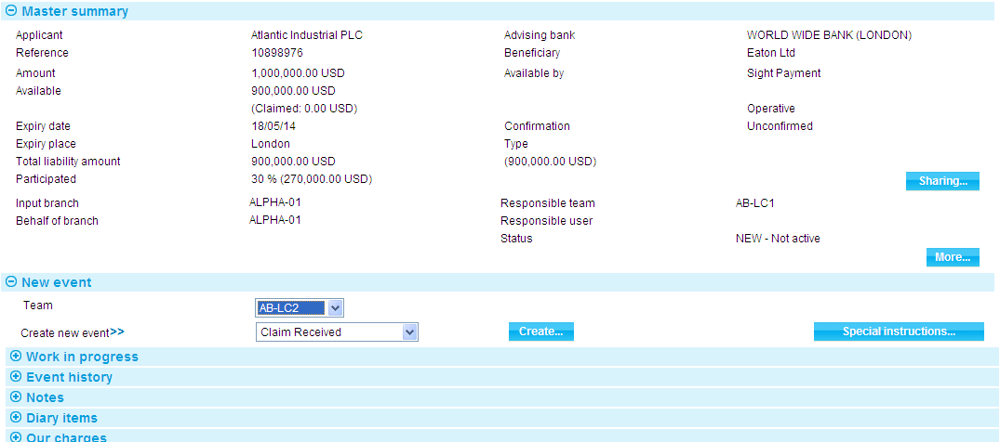 Master summary
Applicant Atlantic Industrial PLC Advising bank WORLD WIDE BANK (LONDON)
Reference 10898976 Beneficiary Eaton Ltd
Amount 1,000,000.00 USD Available by Sight Payment
Available 900,000.00 USD
(Claimed: 0.00 USD) Operative
Expiry date 18/05/14 Confirmation Unconfirmed
Expiry place London Type
Total liability amount 900,000.00 USD (900,000.00 USD)
Participated 30 % (270,000.00 USD) Sharing...
Input branch ALPHA-01 Responsible team AB-LC1
Behalf of branch ALPHA-01 Responsible user
Status NEW - Not active
More...
New event
Team AB-LC2
Create new event>> Claim Received Create... Special instructions...
Work in progress
Event history
Notes
Diary items
Our charges